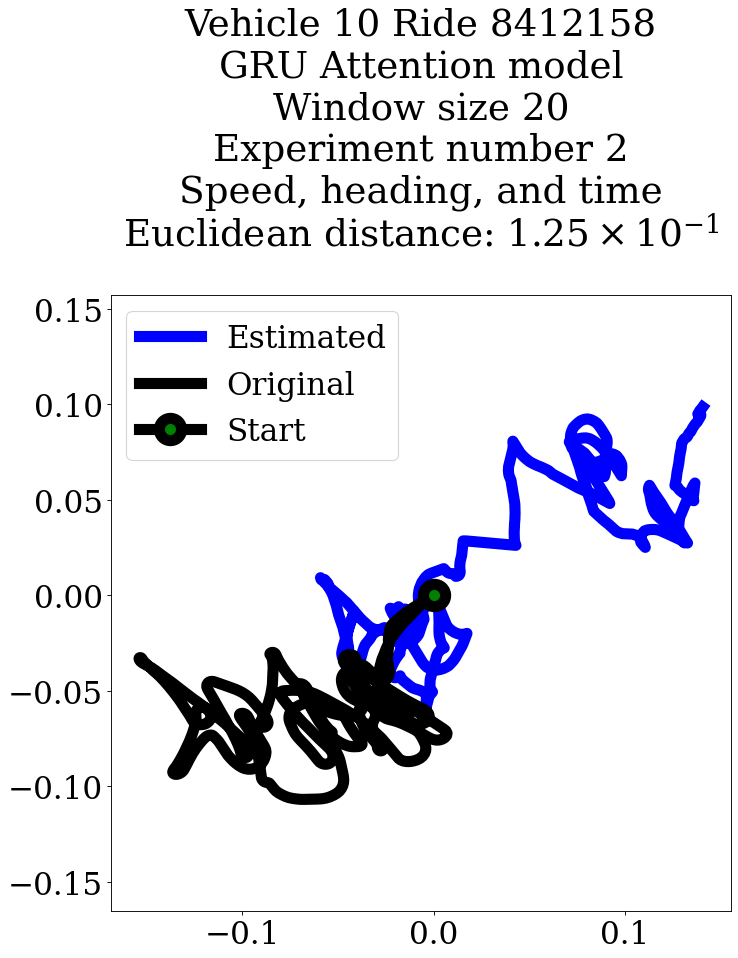 Vehicle 10 Ride 8412158
GRU Attention model
Window size 20
Experiment number 2
Speed, heading, and time
Euclidean distance: 1.25 × 10⁻¹
Estimated
Original
Start
0.15
0.10
0.05
0.00
−0.05
−0.10
−0.15
−0.1 0.0 0.1